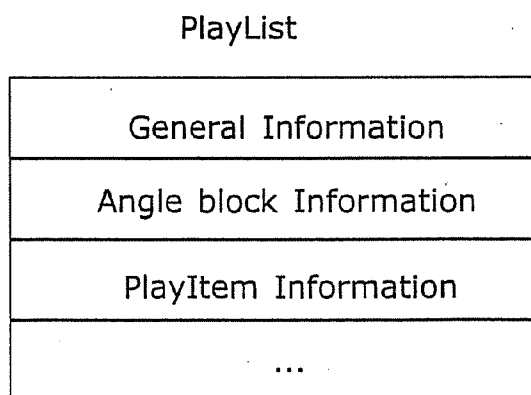 PlayList
General Information
Angle block Information
PlayItem Information
...